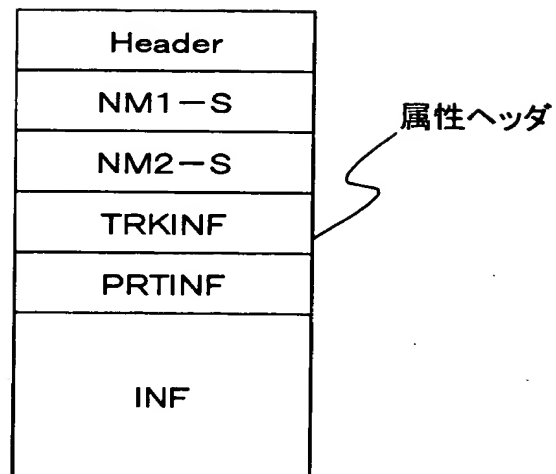 Header
NM1－S
NM2－S
属性ヘッダ
TRKINF
PRTINF
INF